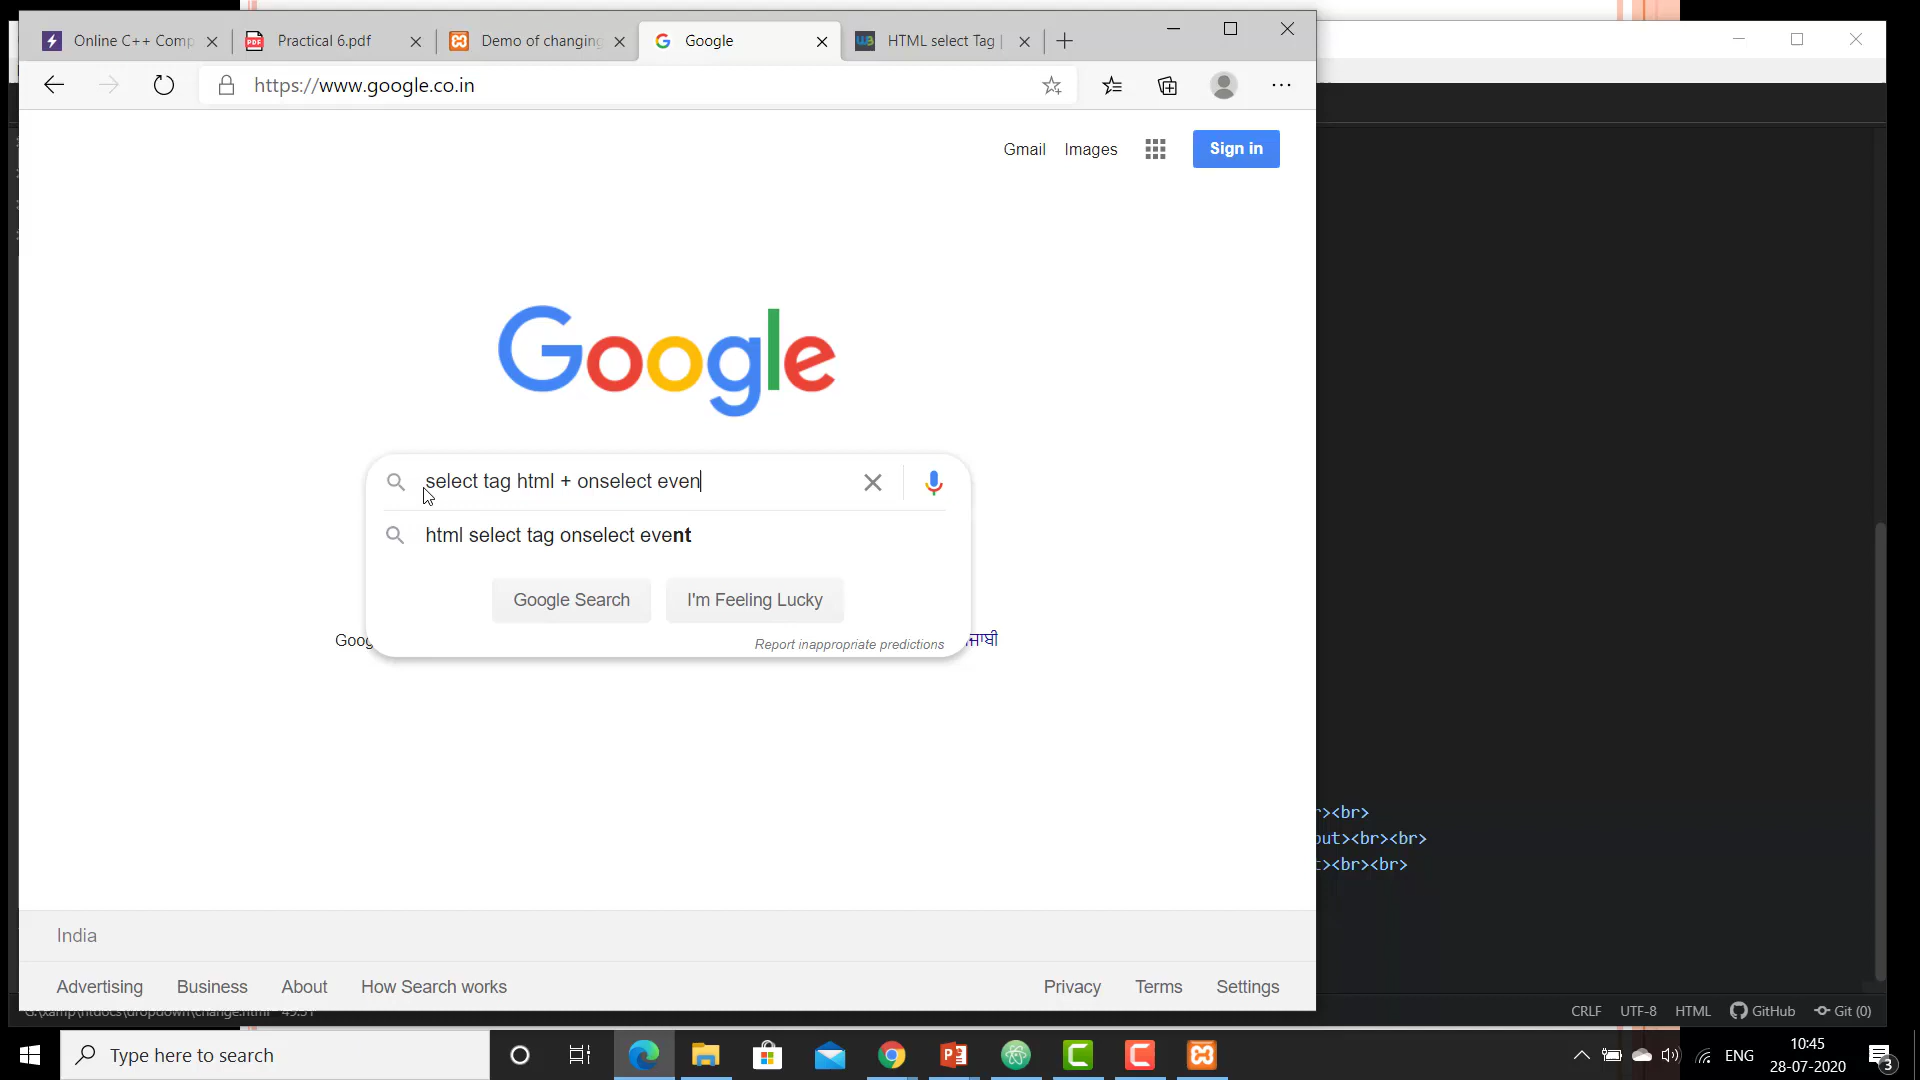 Online C++ Comp
Practical 6.pdf
Demo of changing
Google
HTML select Tag |
https://www.google.co.in
Gmail Images Sign in
Google
select tag html + onselect even
html select tag onselect event
Google Search I'm Feeling Lucky
Report inappropriate predictions
Goog ਜਾਬੀ
><br>
><br><br>
><br><br>
India
Advertising Business About How Search works Privacy Terms Settings
CRLF UTF-8 HTML GitHub Git (0)
Type here to search
ENG
10:45
28-07-2020
3